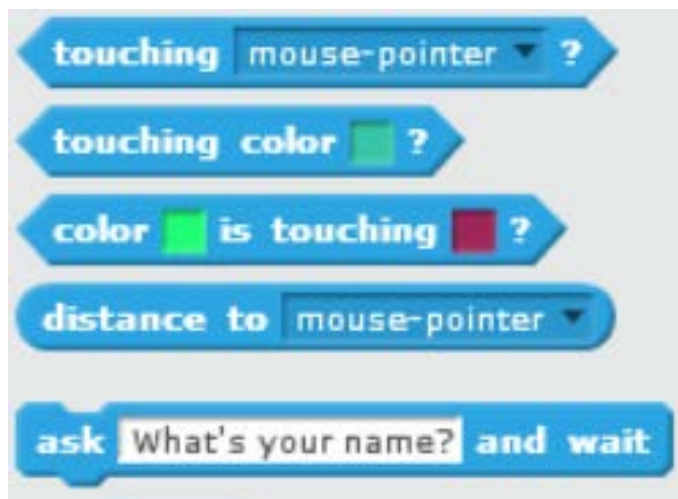 touching mouse-pointer ?
touching color ?
color is touching ?
distance to mouse-pointer
ask What's your name? and wait